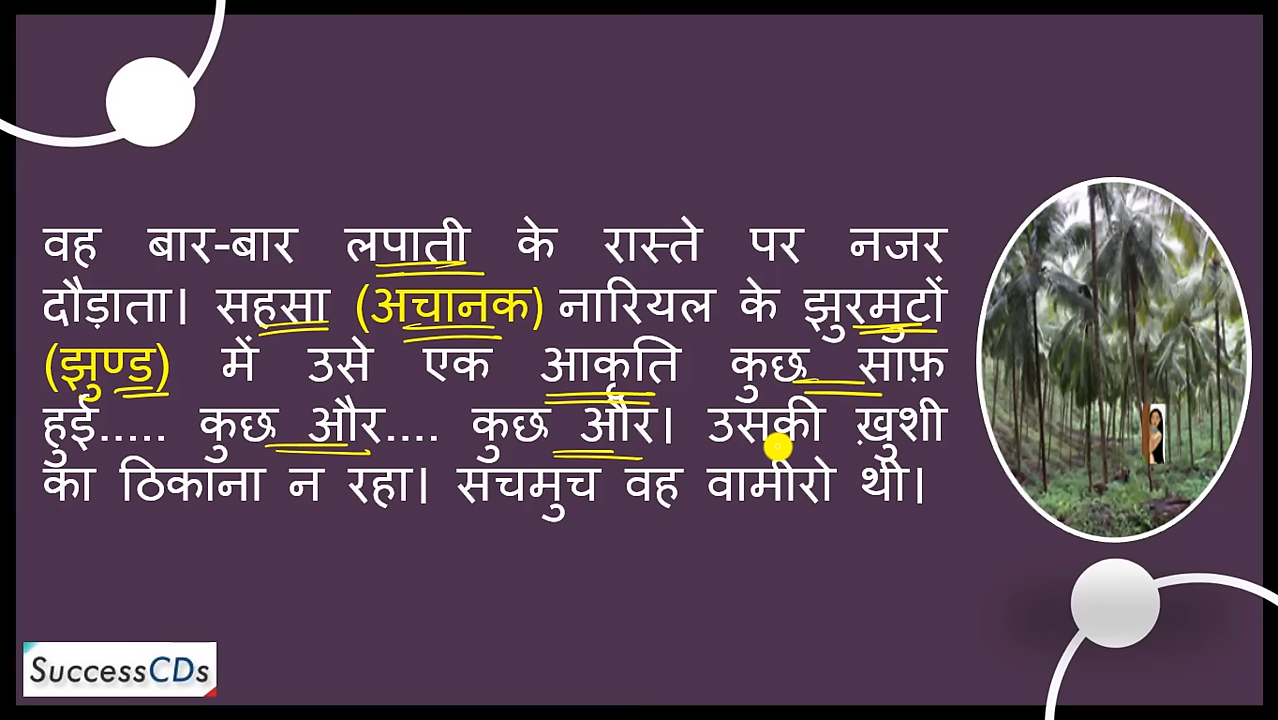 वह बार-बार लपाती के रास्ते पर नजर
दौड़ाता। सहसा (अचानक) नारियल के झुरमुटों
(झुण्ड) में उसे एक आकृति कुछ साफ़
हुई..... कुछ और.... कुछ और। उसकी ख़ुशी
का ठिकाना न रहा। सचमुच वह वामीरो थी।
SuccessCDs